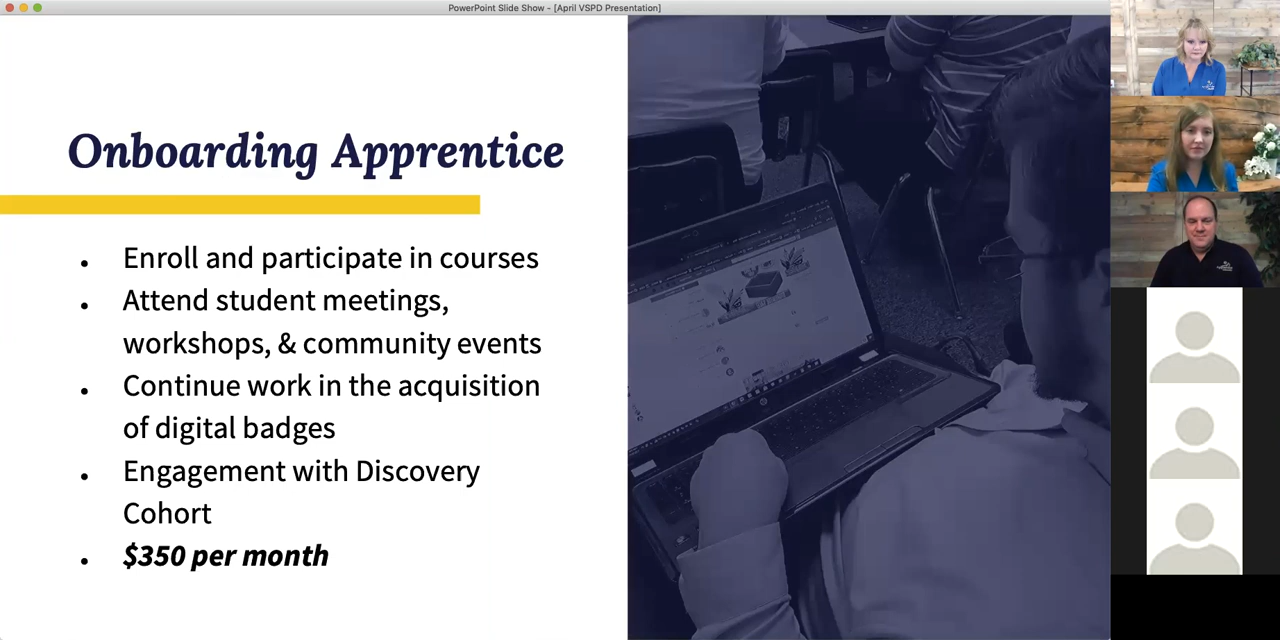 PowerPoint Slide Show - [April VSPD Presentation]
Onboarding Apprentice
• Enroll and participate in courses
• Attend student meetings,
workshops, & community events
• Continue work in the acquisition
of digital badges
• Engagement with Discovery
Cohort
• $350 per month